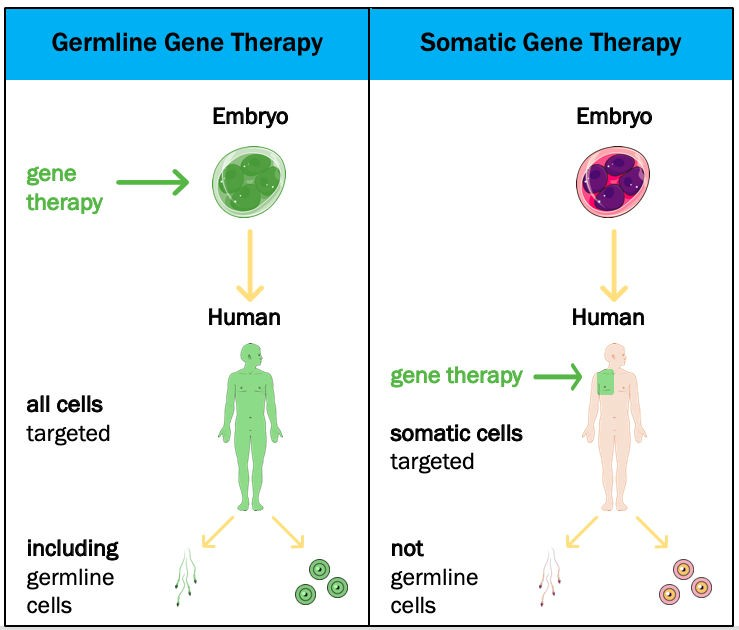 Germline Gene Therapy
Embryo
gene
therapy
Human
all cells
targeted
including
germline
cells
Somatic Gene Therapy
Embryo
Human
gene therapy
somatic cells
targeted
not
germline
cells